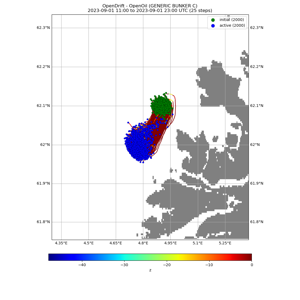 OpenDrift - OpenOil (GENERIC BUNKER C)
2023-09-01 11:00 to 2023-09-01 23:00 UTC (25 steps)
initial (2000)
active (2000)
62.3°N 62.3°N
62.2°N 62.2°N
62.1°N 62.1°N
62°N 62°N
61.9°N 61.9°N
61.8°N 61.8°N
4.35°E 4.5°E 4.65°E 4.8°E 4.95°E 5.1°E 5.25°E
−40 −30 −20 −10 0
z